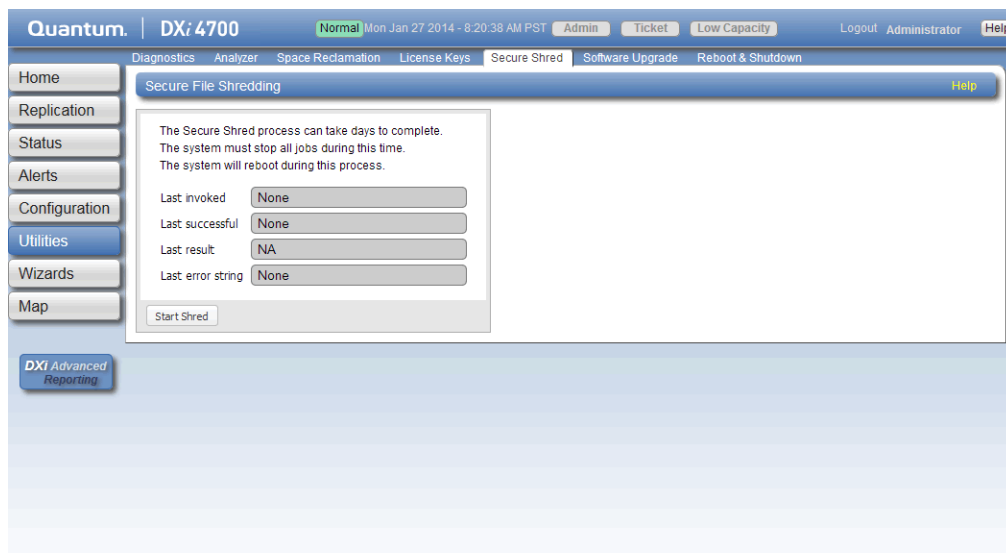 Quantum. | DXi 4700 Normal Mon Jan 27 2014 - 8:20:38 AM PST Admin Ticket Low Capacity Logout Administrator Help
Diagnostics Analyzer Space Reclamation License Keys Secure Shred Software Upgrade Reboot & Shutdown
Home
Replication
Status
Alerts
Configuration
Utilities
Wizards
Map
DXi Advanced
Reporting
Secure File Shredding Help
The Secure Shred process can take days to complete.
The system must stop all jobs during this time.
The system will reboot during this process.
Last invoked None
Last successful None
Last result NA
Last error string None
Start Shred